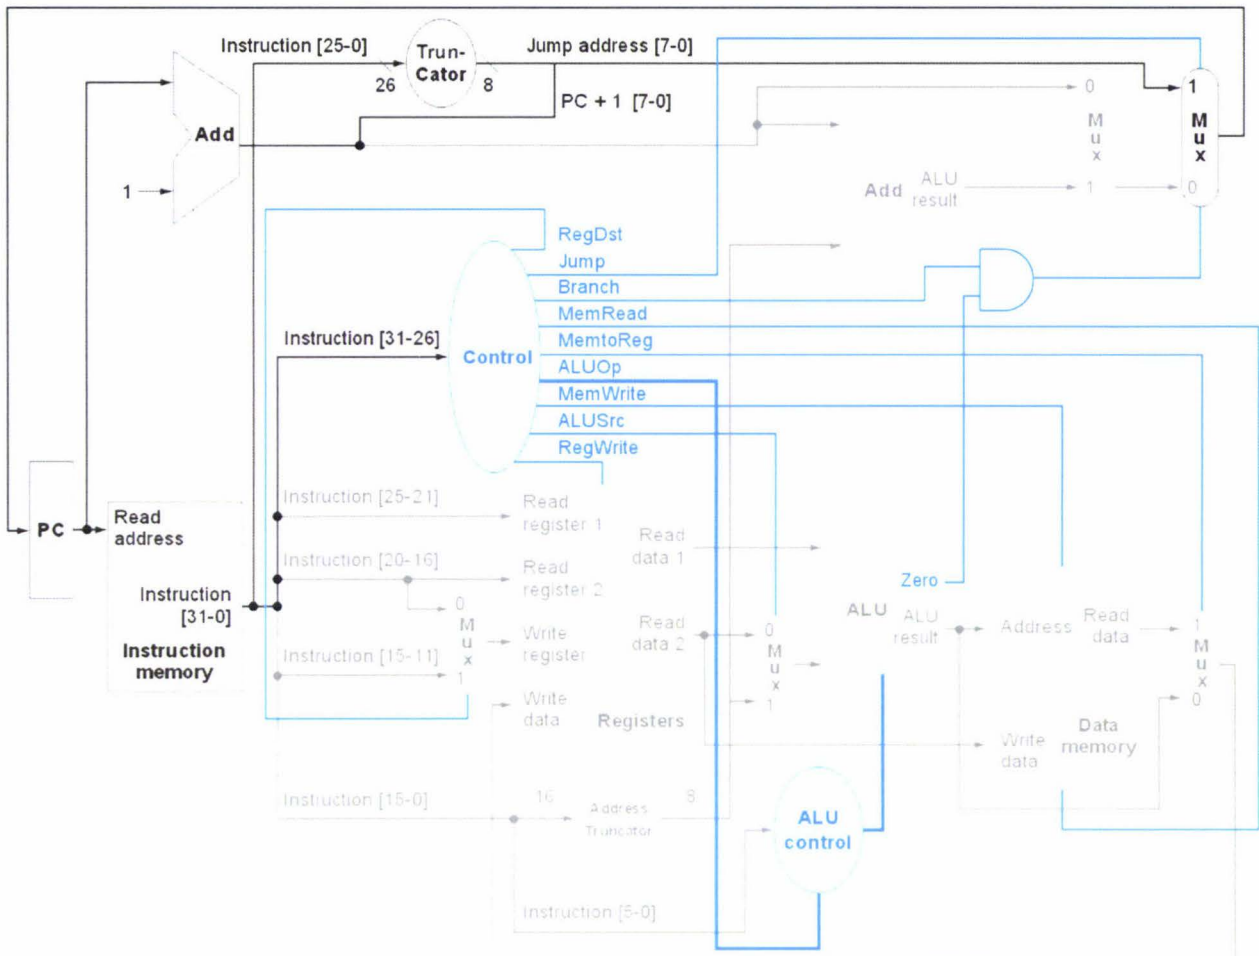 Instruction [25-0]
Trun-
Cator
26
8
Jump address [7-0]
PC + 1 [7-0]
Add
1
0
M
u
x
1
Add
ALU
result
1
M
u
x
0
RegDst
Jump
Branch
MemRead
MemtoReg
ALUOp
MemWrite
ALUSrc
RegWrite
Instruction [31-26]
Control
PC
Read
address
Instruction
[31-0]
Instruction
memory
Instruction [25-21]
Instruction [20-16]
Instruction [15-11]
0
M
u
x
1
Read
register 1
Read
register 2
Write
register
Write
data
Read
data 1
Read
data 2
Registers
0
M
u
x
1
Zero
ALU
ALU
result
Address
Read
data
Write
data
Data
memory
1
M
u
x
0
Instruction [15-0]
16
Address
Truncator
8
ALU
control
Instruction [5-0]